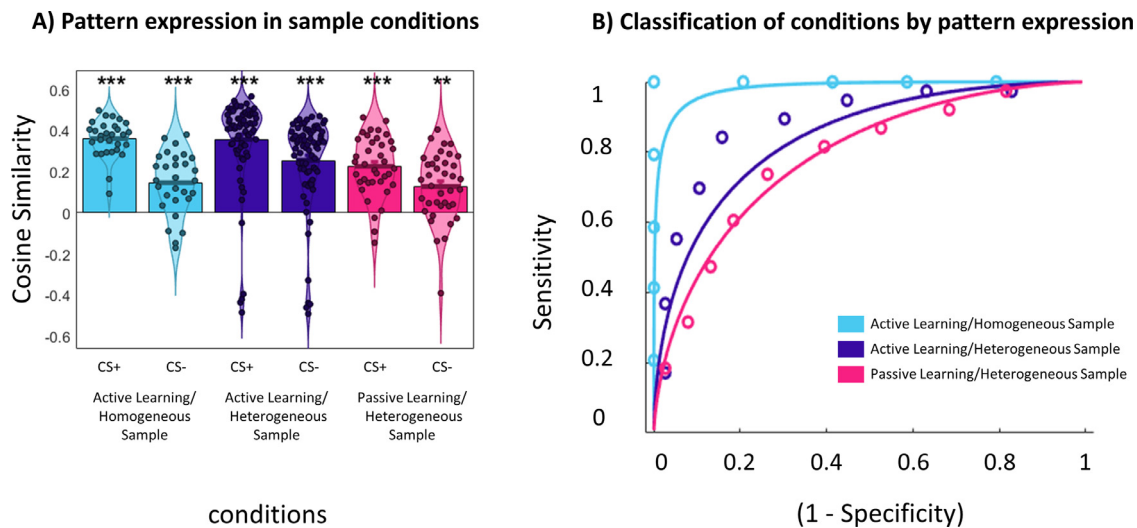 A) Pattern expression in sample conditions
Cosine Similarity
0.6
0.4
0.2
0
-0.2
-0.4
-0.6
*** *** *** *** *** **
CS+ CS- CS+ CS- CS+ CS-
Active Learning/ Active Learning/ Passive Learning/
Homogeneous Heterogeneous Heterogeneous
Sample Sample Sample
conditions
B) Classification of conditions by pattern expression
Sensitivity
1
0.8
0.6
0.4
0.2
0
Active Learning/Homogeneous Sample
Active Learning/Heterogeneous Sample
Passive Learning/Heterogeneous Sample
0 0.2 0.4 0.6 0.8 1
(1 - Specificity)